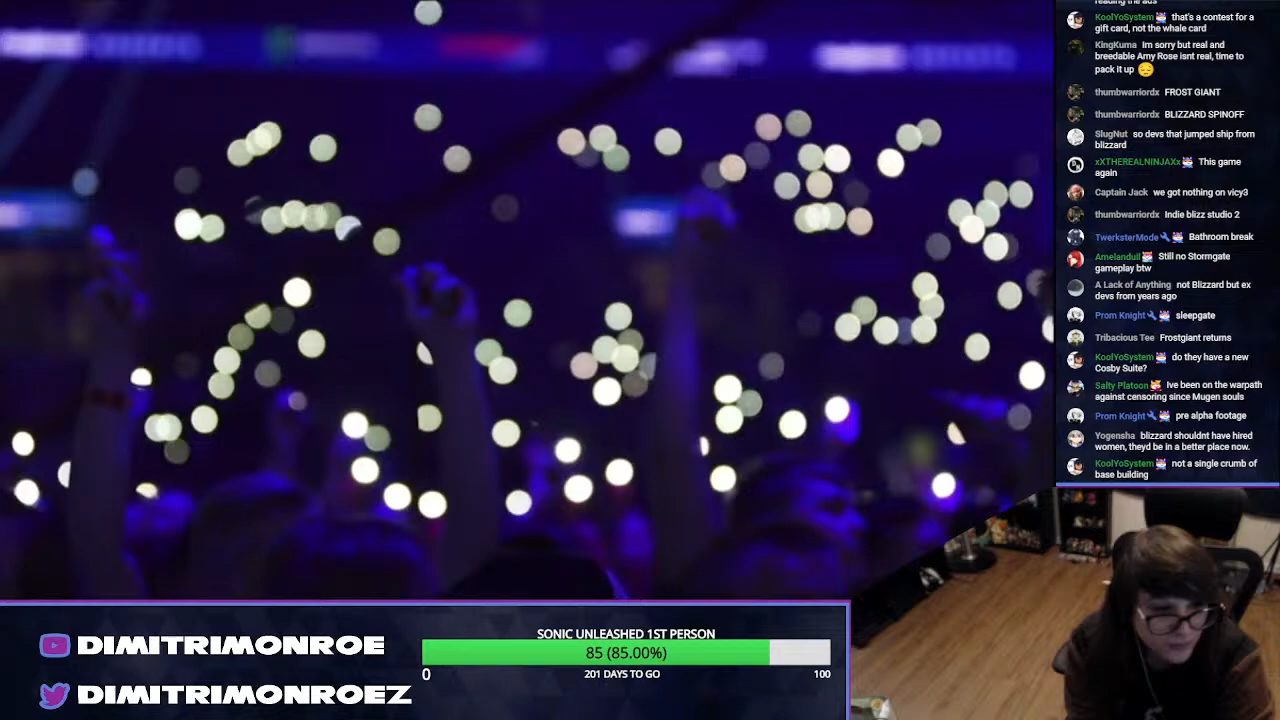 reading the ads
KoolYoSystem that's a contest for a
gift card, not the whale card
KingKuma Im sorry but real and
breedable Amy Rose isnt real, time to
pack it up
thumbwarriordx FROST GIANT
thumbwarriordx BLIZZARD SPINOFF
SlugNut so devs that jumped ship from
blizzard
xXTHEREALNINJAXx This game
again
Captain Jack we got nothing on vicy3
thumbwarriordx Indie blizz studio 2
TwerksterMode Bathroom break
Amelanduil Still no Stormgate
gameplay btw
A Lack of Anything not Blizzard but ex
devs from years ago
Prom Knight sleepgate
Tribacious Tee Frostgiant returns
KoolYoSystem do they have a new
Cosby Suite?
Salty Platoon Ive been on the warpath
against censoring since Mugen souls
Prom Knight pre alpha footage
Yogensha blizzard shouldnt have hired
women, theyd be in a better place now.
KoolYoSystem not a single crumb of
base building
DIMITRIMONROE
DIMITRIMONROEZ
SONIC UNLEASHED 1ST PERSON
85 (85.00%)
0 201 DAYS TO GO 100